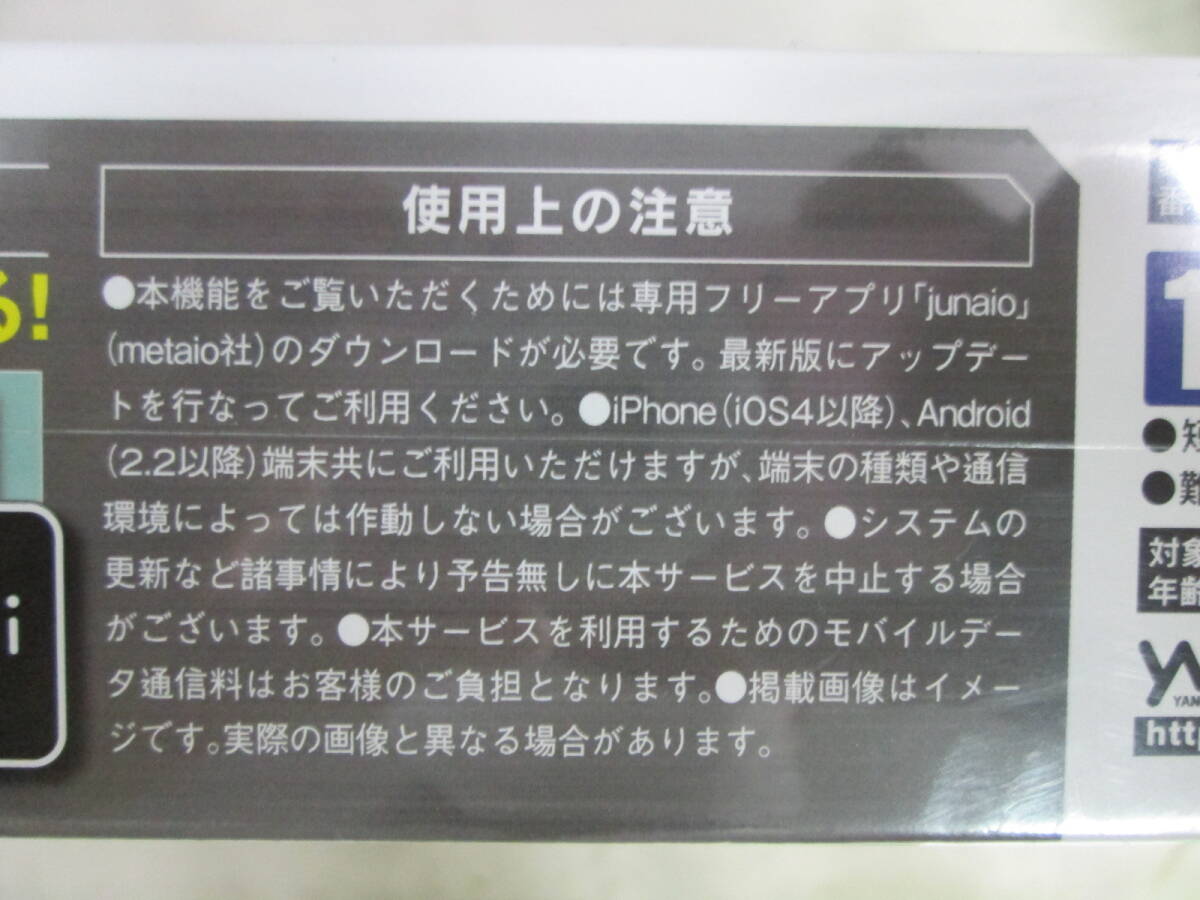 使用上の注意
●本機能をご覧いただくためには専用フリーアプリ「junaio」
(metaio社)のダウンロードが必要です。最新版にアップデー
トを行なってご利用ください。●iPhone(iOS4以降)、Android
(2.2以降)端末共にご利用いただけますが、端末の種類や通信
環境によっては作動しない場合がございます。●システムの
更新など諸事情により予告無しに本サービスを中止する場合
がございます。●本サービスを利用するためのモバイルデー
タ通信料はお客様のご負担となります。●掲載画像はイメー
ジです。実際の画像と異なる場合があります。
る!
i
番
1
●短
●難
対象
年齢
YAN
http